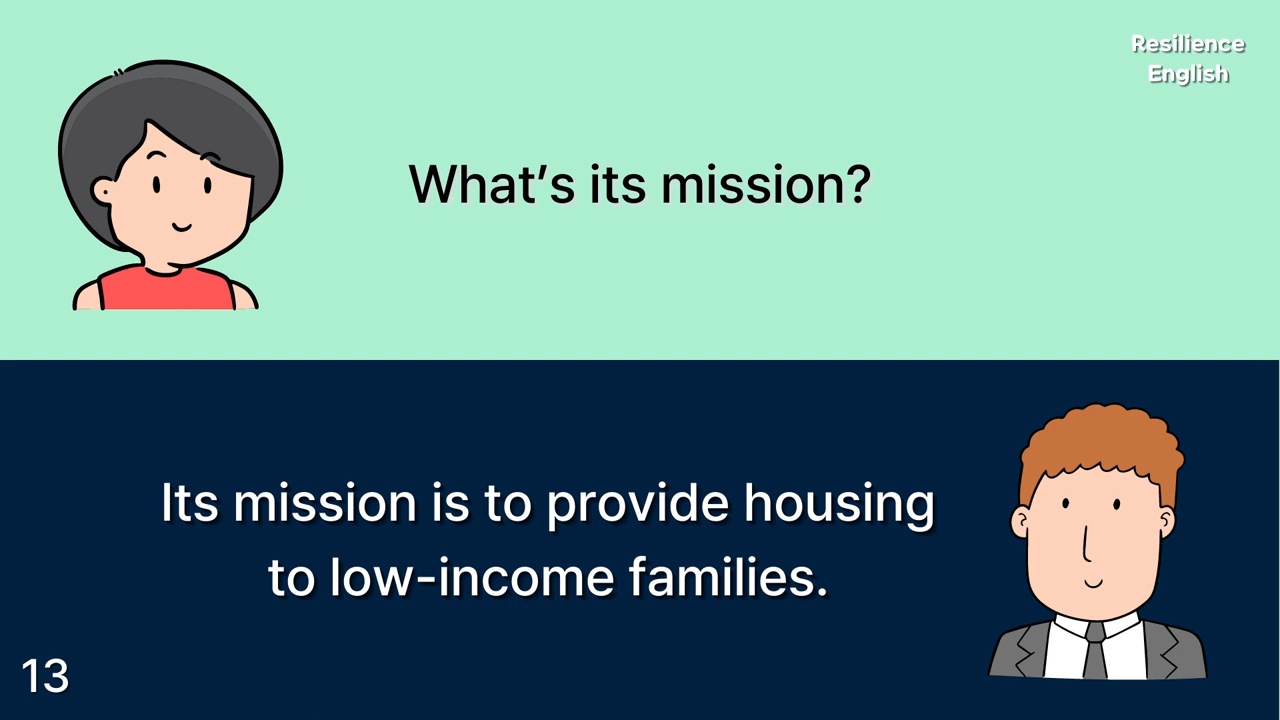 Resilience
English
What's its mission?
Its mission is to provide housing
to low-income families.
13